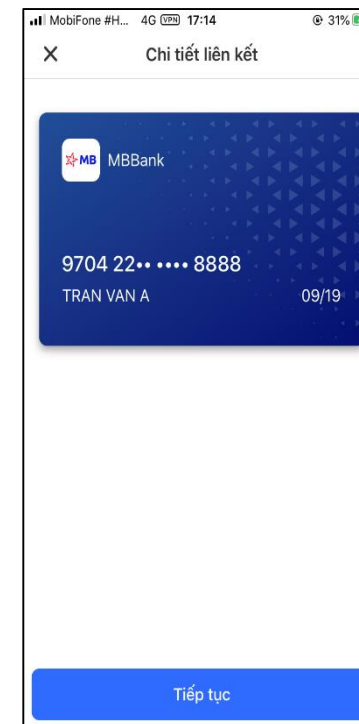 MobiFone #H... 4G VPN 17:14 31%
Chi tiết liên kết
MB MBBank
9704 22•• •••• 8888
TRAN VAN A 09/19
Tiếp tục